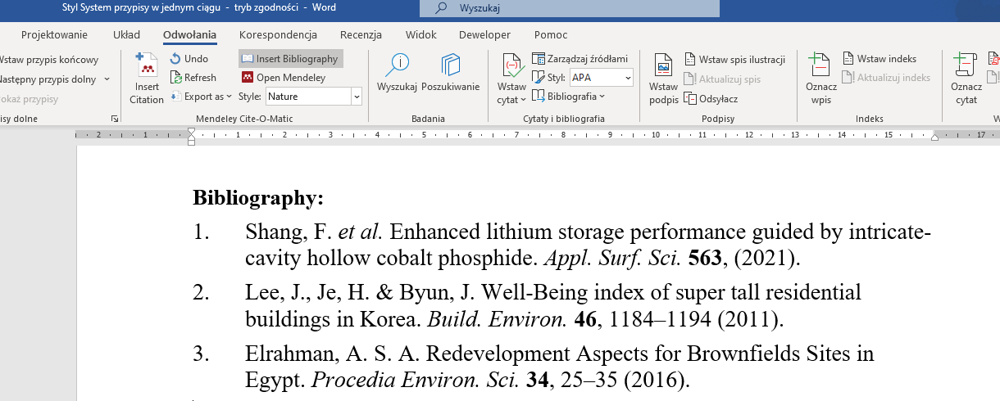 Styl System przypisy w jednym ciągu - tryb zgodności - Word
Wyszukaj
Projektowanie Układ Odwołania Korespondencja Recenzja Widok Deweloper Pomoc
Wstaw przypis końcowy
Następny przypis dolny
okaż przypisy
isy dolne
Insert Citation
Undo
Refresh
Export as
Insert Bibliography
Open Mendeley
Style: Nature
Mendeley Cite-O-Matic
Wyszukaj Poszukiwanie
Badania
Wstaw cytat
Zarządzaj źródłami
Styl: APA
Bibliografia
Cytaty i bibliografia
Wstaw podpis
Wstaw spis ilustracji
Aktualizuj spis
Odsyłacz
Podpisy
Oznacz wpis
Wstaw indeks
Aktualizuj indeks
Indeks
Oznacz cytat
2 1 1 2 3 4 5 6 7 8 9 10 11 12 13 14 15 17
Bibliography:
1. Shang, F. et al. Enhanced lithium storage performance guided by intricate-
cavity hollow cobalt phosphide. Appl. Surf. Sci. 563, (2021).
2. Lee, J., Je, H. & Byun, J. Well-Being index of super tall residential
buildings in Korea. Build. Environ. 46, 1184–1194 (2011).
3. Elrahman, A. S. A. Redevelopment Aspects for Brownfields Sites in
Egypt. Procedia Environ. Sci. 34, 25–35 (2016).